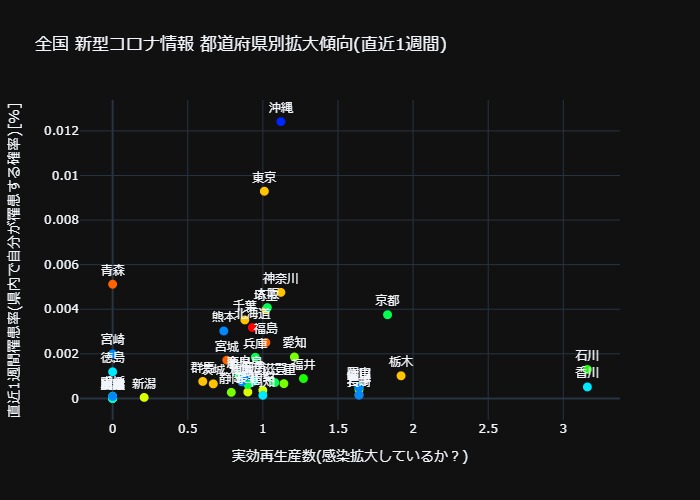 全国 新型コロナ情報 都道府県別拡大傾向(直近1週間)
直近1週間罹患率(県内で自分が罹患する確率)[%]
0.012
0.01
0.008
0.006
0.004
0.002
0
沖縄
東京
青森
神奈川
埼玉
千葉
北海道
京都
熊本
福島
宮崎
宮城
兵庫
愛知
徳島
群馬
福井
栃木
石川
香川
新潟
静岡
0
0.5
1
1.5
2
2.5
3
実効再生産数(感染拡大しているか？)